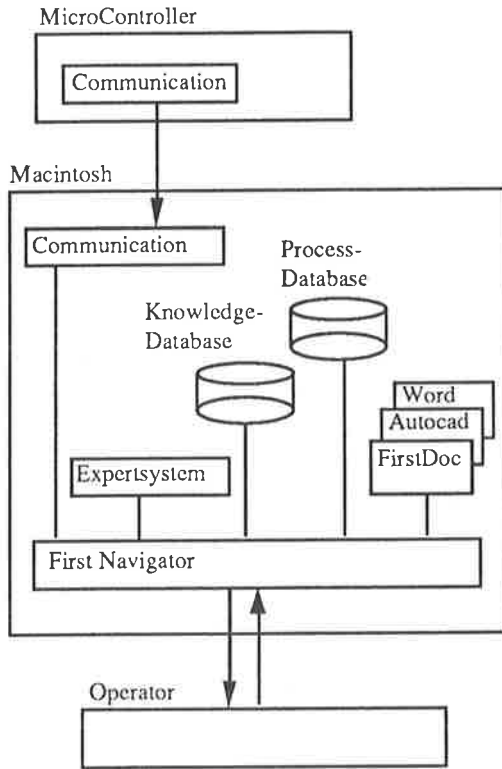 MicroController
Communication
Macintosh
Communication
Process-
Database
Knowledge-
Database
Word
Autocad
FirstDoc
Expertsystem
First Navigator
Operator